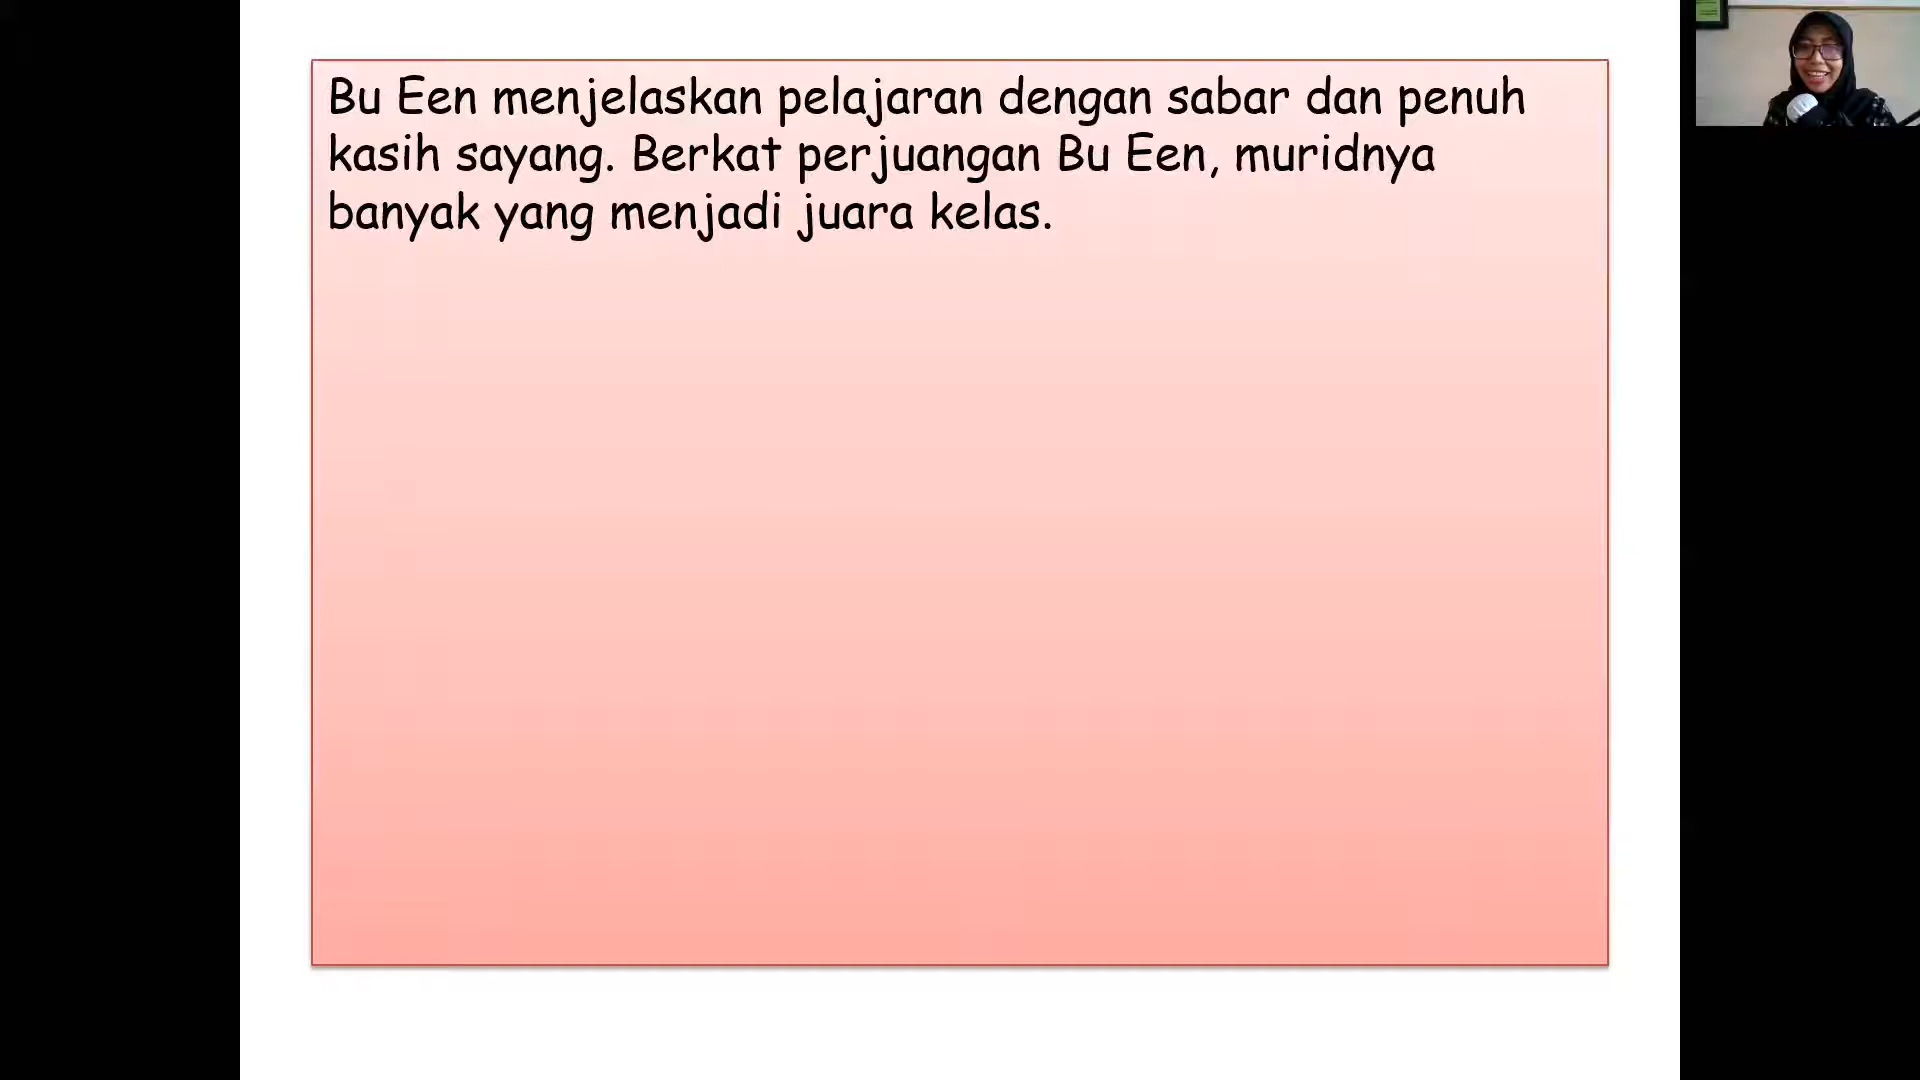 Bu Een menjelaskan pelajaran dengan sabar dan penuh
kasih sayang. Berkat perjuangan Bu Een, muridnya
banyak yang menjadi juara kelas.